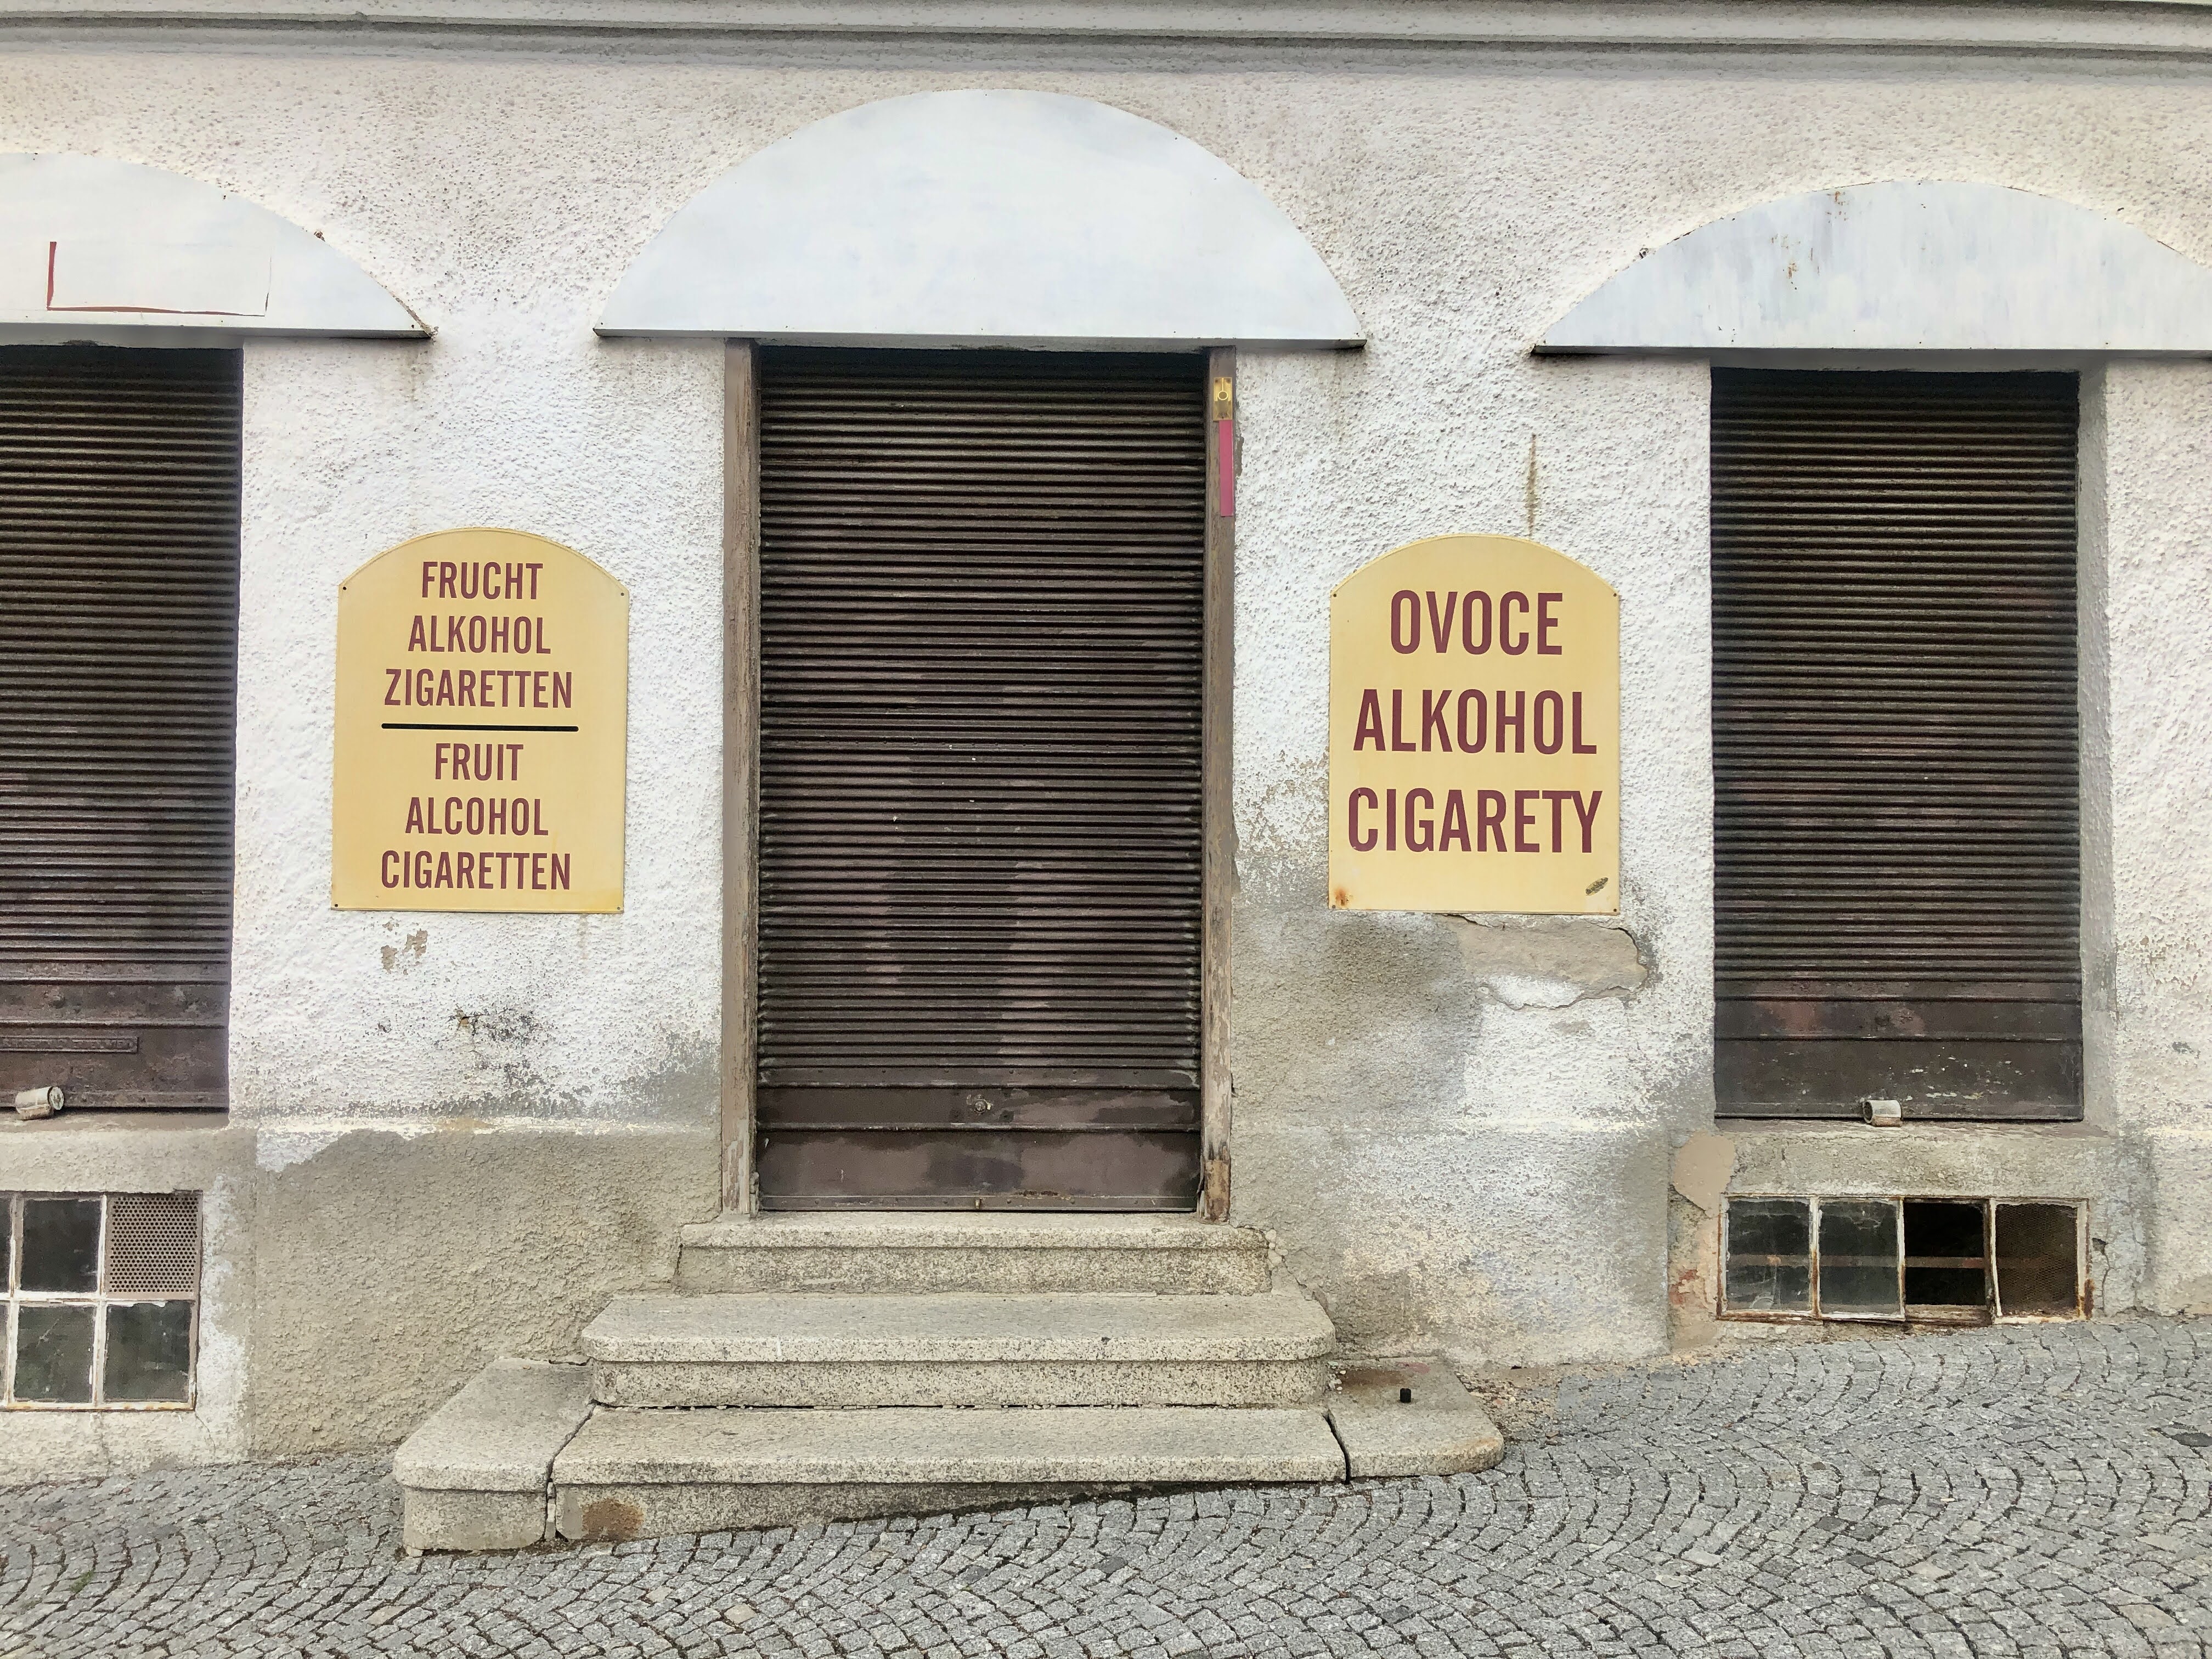 FRUCHT
ALKOHOL
ZIGARETTEN
FRUIT
ALCOHOL
CIGARETTEN
OVOCE
ALKOHOL
CIGARETY